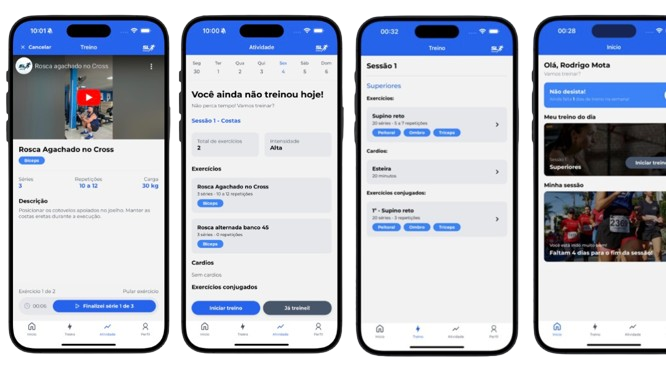 10:01
Cancelar
Treino
SLF
Rosca agachado no Cross
Rosca Agachado no Cross
Bíceps
Séries
Repetições
Carga
3
10 a 12
30 kg
Descrição
Posicionar os cotovelos apoiados no joelho. Manter as
costas eretas durante a execução.
Exercício 1 de 2
Pular exercício
00:05
Finalizei série 1 de 3
Início
Treino
Atividade
Perfil
10:00
Atividade
SLF
Seg
Ter
Qua
Qui
Sex
Sáb
Dom
30
1
2
3
4
5
6
Você ainda não treinou hoje!
Não perca tempo! Vamos treinar?
Sessão 1 - Costas
Total de exercícios
2
Intensidade
Alta
Exercícios
Rosca Agachado no Cross
3 séries - 10 a 12 repetições
Bíceps
Rosca alternada banco 45
3 séries - 0 repetições
Bíceps
Cardios
Sem cardios.
Exercícios conjugados
Iniciar treino
Já treinei!
Início
Treino
Atividade
Perfil
00:32
Treino
SLF
Sessão 1
Superiores
Exercícios:
Supino reto
20 séries - 5 a 7 repetições
Peitoral
Ombro
Tríceps
Cardios:
Esteira
20 minutos
Exercícios conjugados:
1º - Supino reto
20 séries - 3 repetições
Peitoral
Ombro
Tríceps
Início
Treino
Atividade
Perfil
00:28
Início
Olá, Rodrigo Mota
Vamos treinar?
Não desista!
Meu treino do dia
Sessão 1
Superiores
Iniciar trein
Minha sessão
236
Você está indo muito bem!
Faltam 4 dias para o fim da sessão!
Início
Treino
Atividade